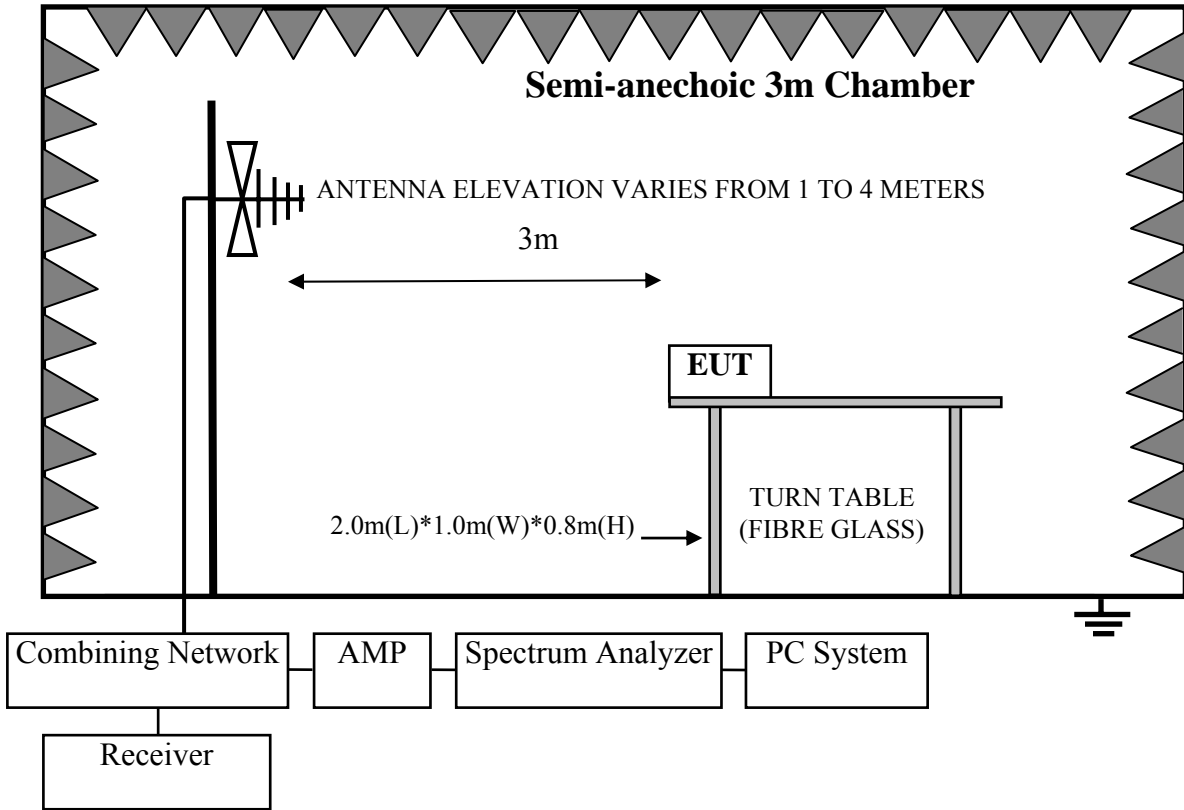 Semi-anechoic 3m Chamber
ANTENNA ELEVATION VARIES FROM 1 TO 4 METERS
3m
EUT
TURN TABLE
(FIBRE GLASS)
2.0m(L)*1.0m(W)*0.8m(H)
Combining Network
AMP
Spectrum Analyzer
PC System
Receiver